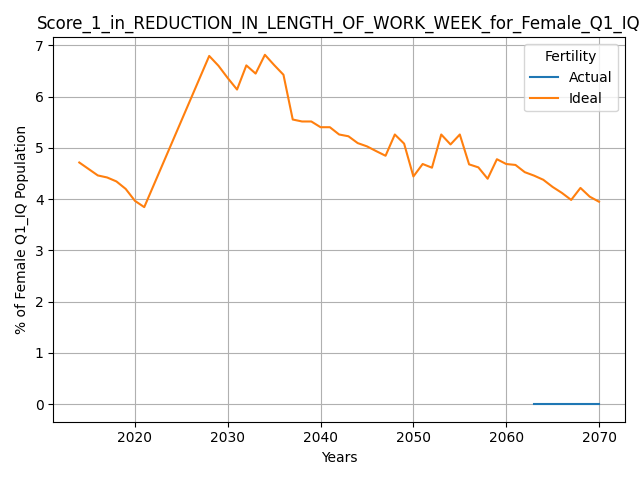 Score_1_in_REDUCTION_IN_LENGTH_OF_WORK_WEEK_for_Female_Q1_IQ
Fertility
Actual
Ideal
% of Female Q1_IQ Population
7
6
5
4
3
2
1
0
2020 2030 2040 2050 2060 2070
Years